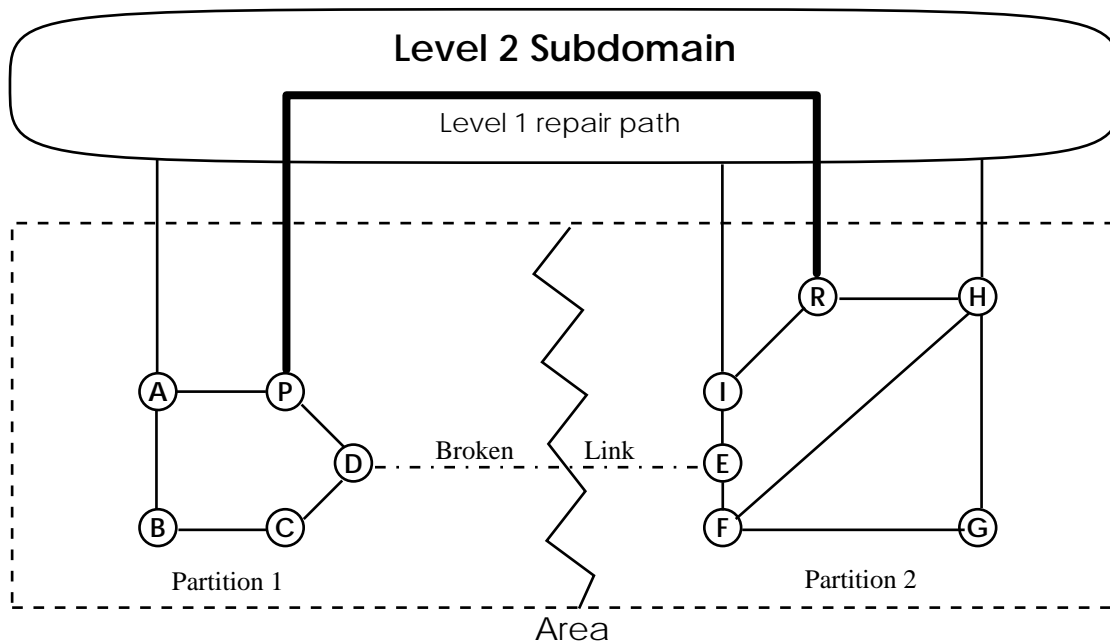 Level 2 Subdomain
Level 1 repair path
R H
A P I
Broken Link
D E
B C F G
Partition 1 Partition 2
Area